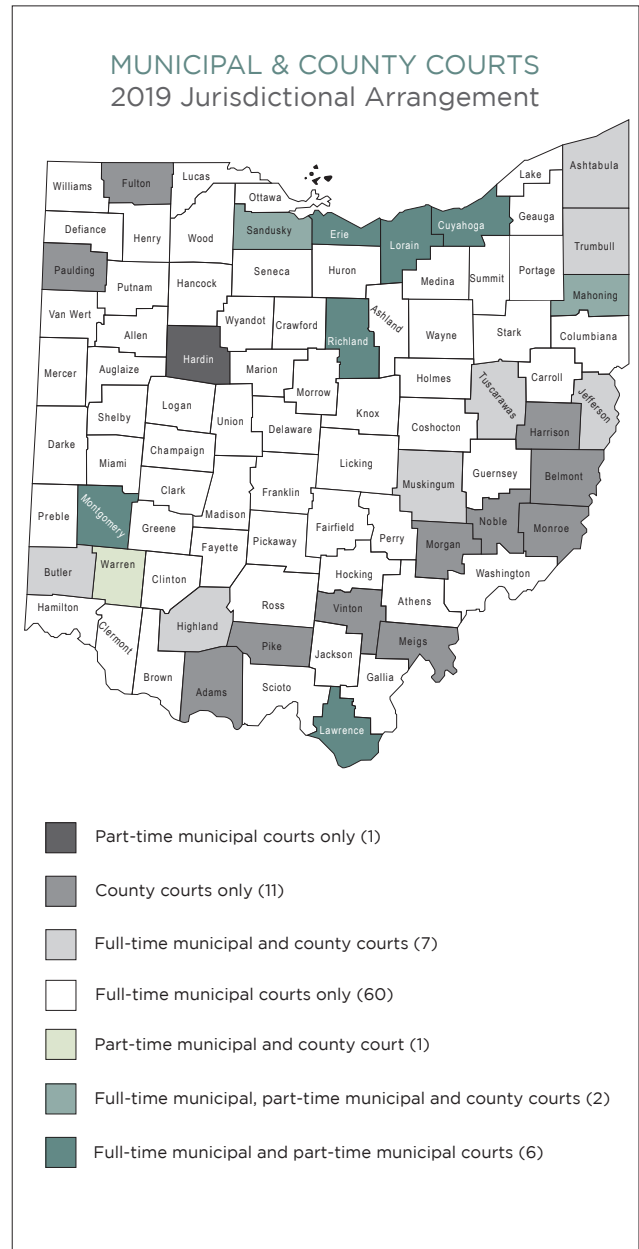 MUNICIPAL & COUNTY COURTS
2019 Jurisdictional Arrangement
Williams
Fulton
Lucas
Ottawa
Lake
Ashtabula
Defiance
Henry
Wood
Sandusky
Erie
Lorain
Cuyahoga
Geauga
Trumbull
Paulding
Putnam
Hancock
Seneca
Huron
Medina
Summit
Portage
Mahoning
Van Wert
Allen
Wyandot
Crawford
Richland
Ashland
Wayne
Stark
Columbiana
Mercer
Auglaize
Hardin
Marion
Morrow
Holmes
Tuscarawas
Carroll
Jefferson
Darke
Shelby
Logan
Union
Delaware
Knox
Coshocton
Harrison
Miami
Champaign
Licking
Muskingum
Guernsey
Belmont
Preble
Montgomery
Clark
Greene
Madison
Franklin
Fairfield
Perry
Morgan
Noble
Monroe
Butler
Warren
Clinton
Fayette
Pickaway
Hocking
Athens
Washington
Hamilton
Clermont
Brown
Highland
Ross
Vinton
Meigs
Adams
Pike
Scioto
Jackson
Gallia
Lawrence
Part-time municipal courts only (1)
County courts only (11)
Full-time municipal and county courts (7)
Full-time municipal courts only (60)
Part-time municipal and county court (1)
Full-time municipal, part-time municipal and county courts (2)
Full-time municipal and part-time municipal courts (6)